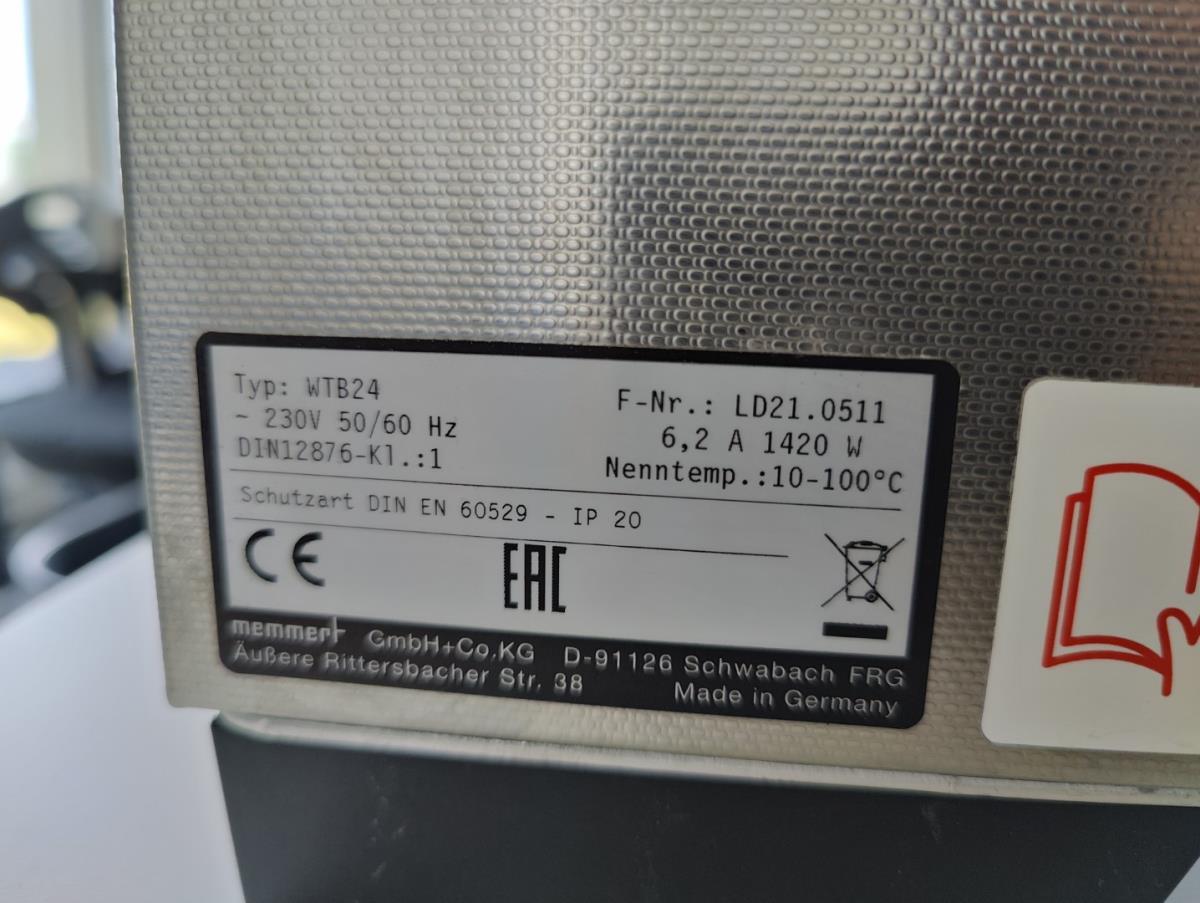 Typ: WTB24
~ 230V 50/60 Hz
DIN12876-Kl.:1
F-Nr.: LD21.0511
6,2 A 1420 W
Nenntemp.:10-100°C
Schutzart DIN EN 60529 - IP 20
CE
EAC
memmert GmbH+Co.KG D-91126 Schwabach FRG
Äußere Rittersbacher Str. 38
Made in Germany